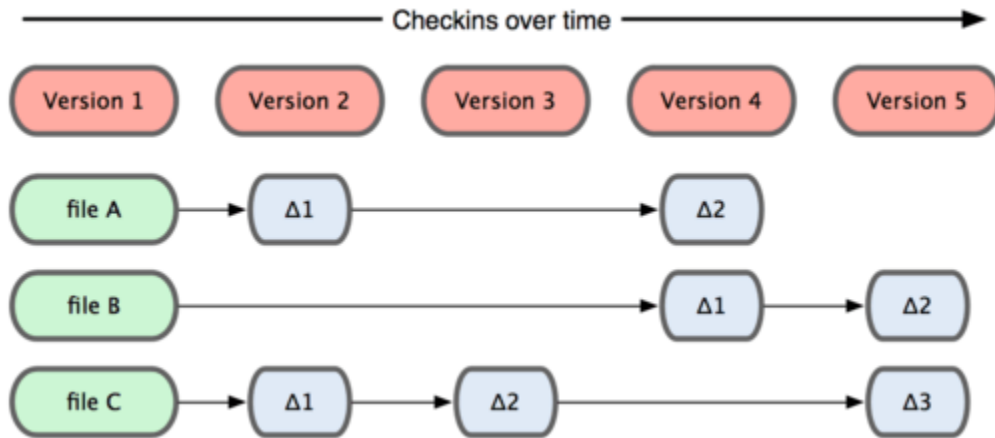 Checkins over time
Version 1 Version 2 Version 3 Version 4 Version 5
file A Δ1 Δ2
file B Δ1 Δ2
file C Δ1 Δ2 Δ3